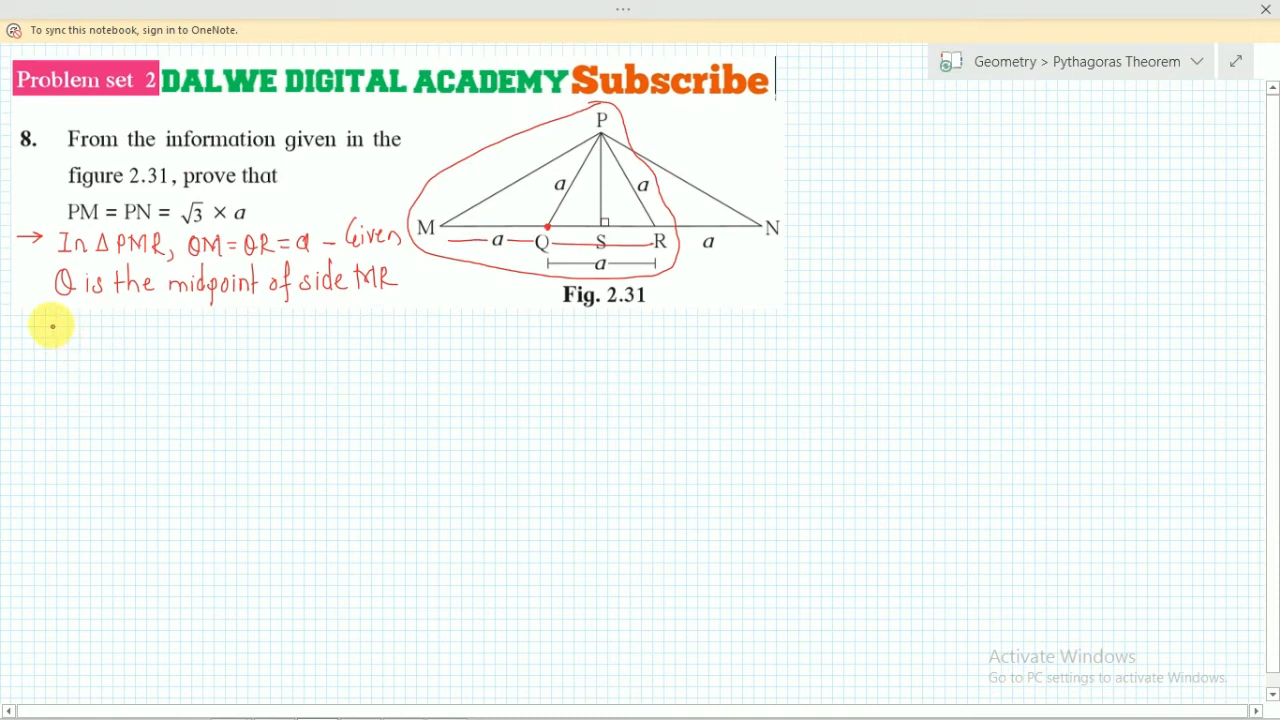 To sync this notebook, sign in to OneNote.
Geometry > Pythagoras Theorem
Problem set 2 DALWE DIGITAL ACADEMY Subscribe
8. From the information given in the
figure 2.31, prove that
PM = PN = √3 × a
→ In Δ PMR, QM = QR = a - Given
Q is the midpoint of side MR
P
a a
M a Q S R a N
a
Fig. 2.31
Activate Windows
Go to PC settings to activate Windows.